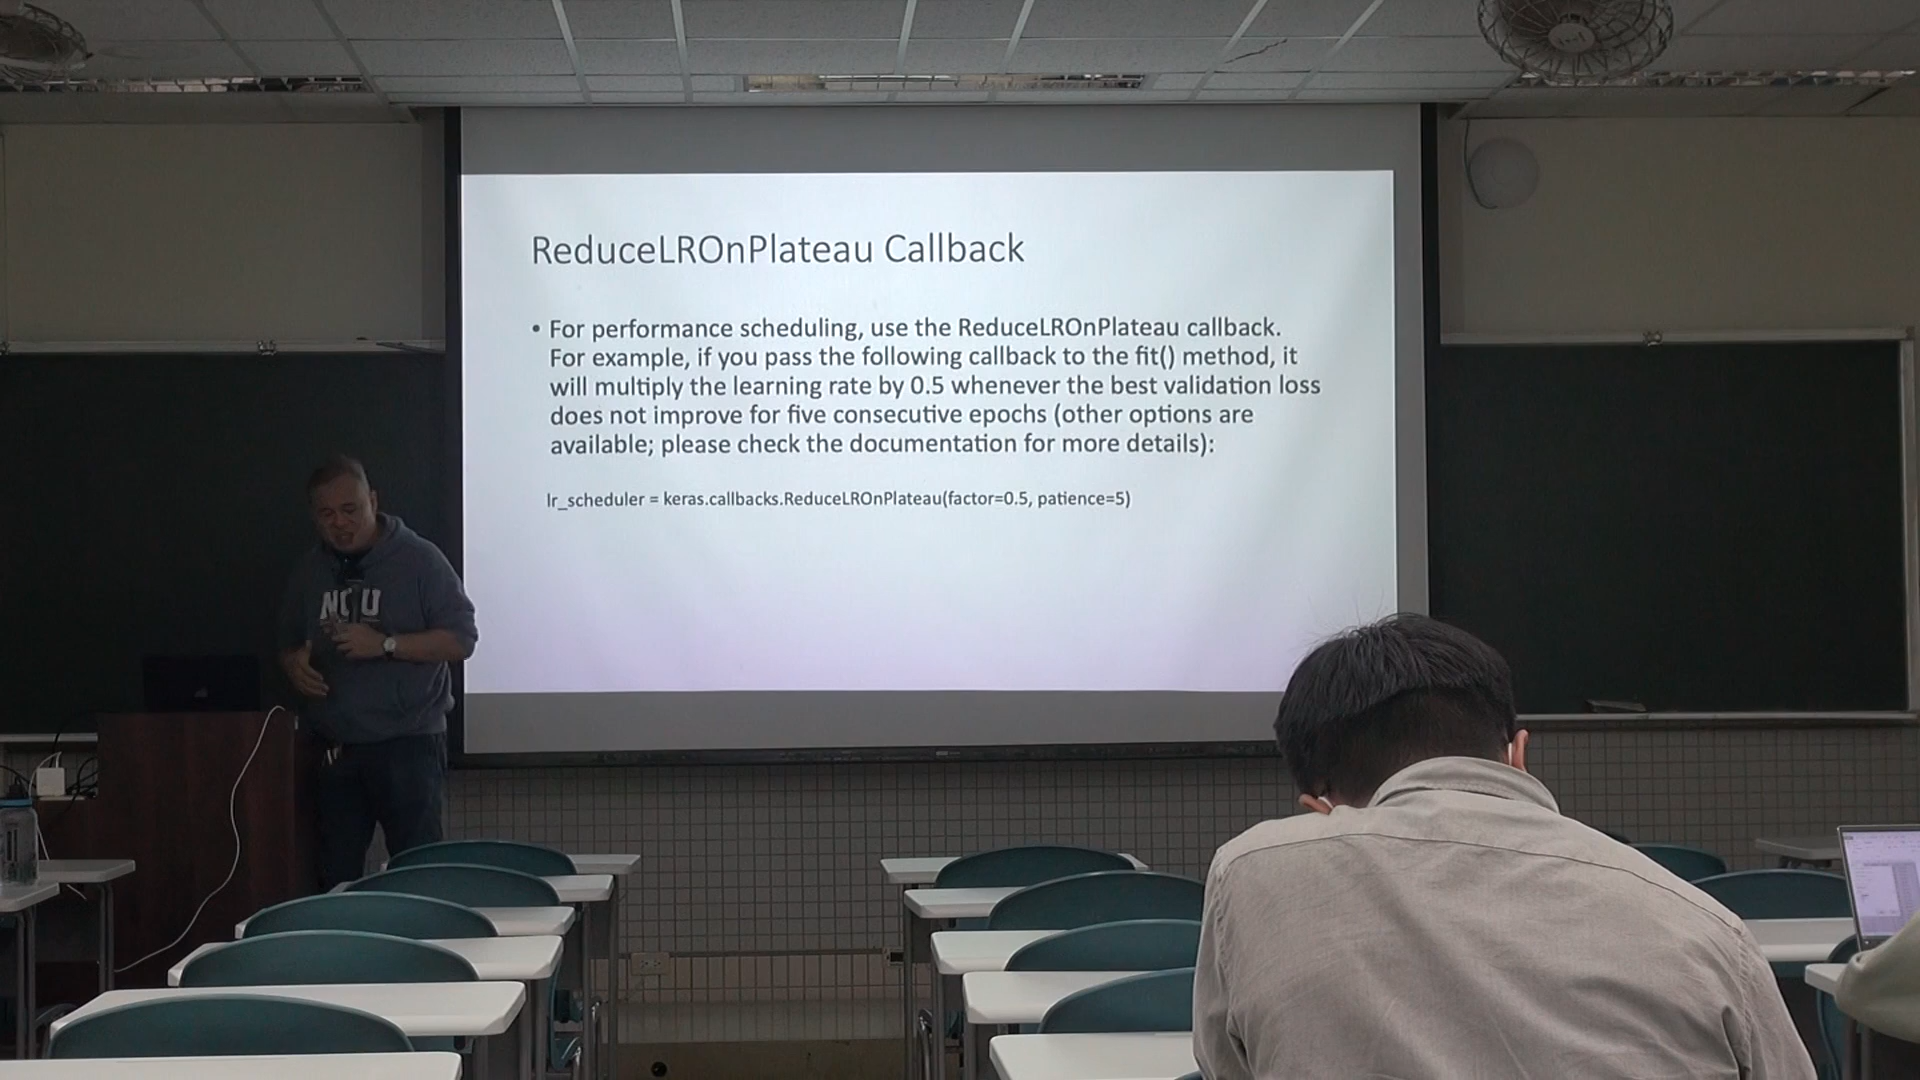 ReduceLROnPlateau Callback
• For performance scheduling, use the ReduceLROnPlateau callback.
For example, if you pass the following callback to the fit() method, it
will multiply the learning rate by 0.5 whenever the best validation loss
does not improve for five consecutive epochs (other options are
available; please check the documentation for more details):
lr_scheduler = keras.callbacks.ReduceLROnPlateau(factor=0.5, patience=5)